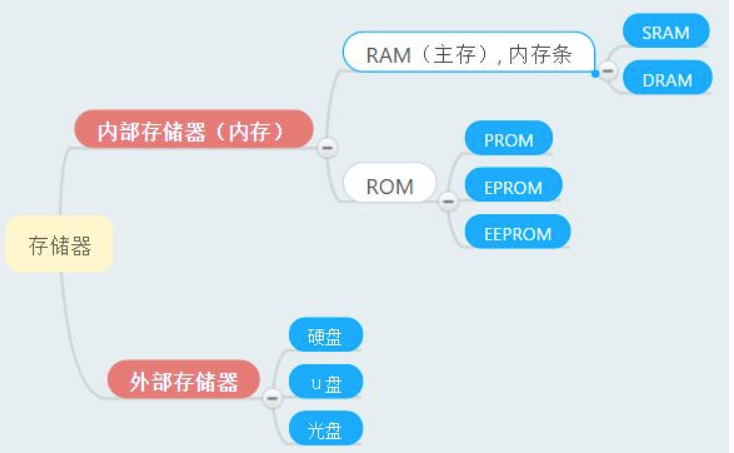 存储器
内部存储器（内存）
RAM（主存）, 内存条
SRAM
DRAM
ROM
PROM
EPROM
EEPROM
外部存储器
硬盘
u盘
光盘